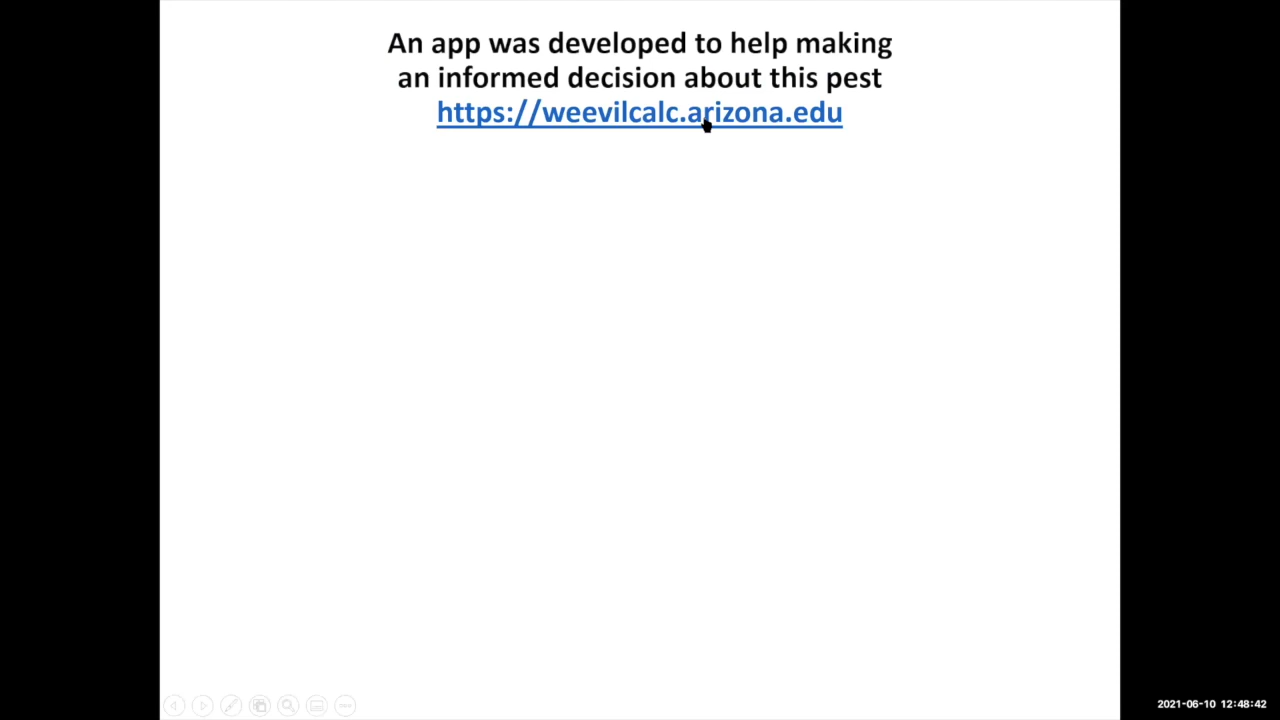 An app was developed to help making
an informed decision about this pest
https://weevilcalc.arizona.edu
2021-06-10 12:48:42